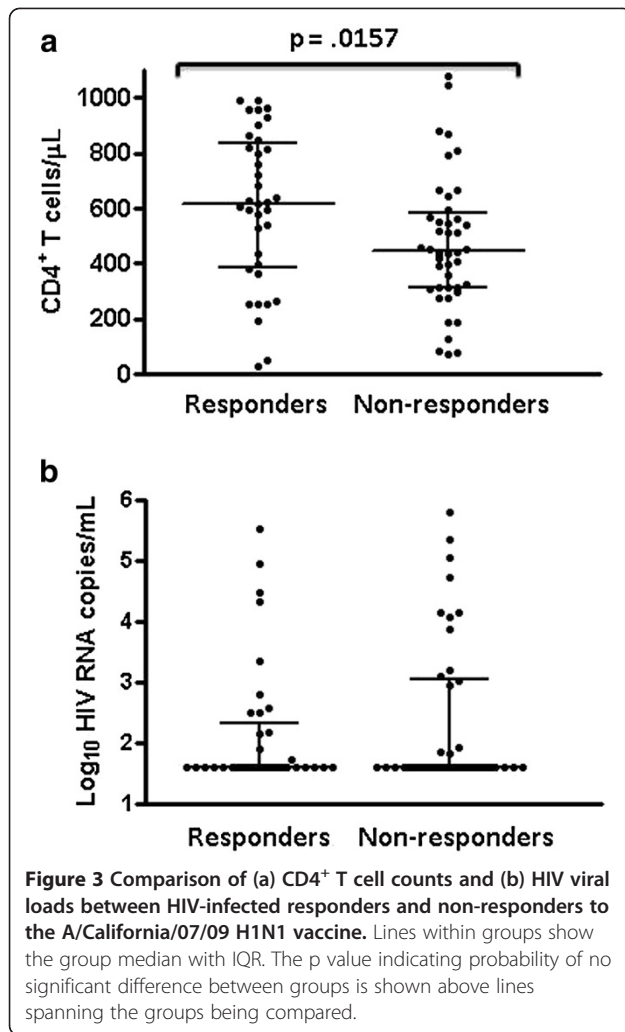 a
p = .0157
1000
800
600
400
200
0
CD4⁺ T cells/µL
Responders Non-responders
b
6
5
4
3
2
1
Log₁₀ HIV RNA copies/mL
Responders Non-responders
Figure 3 Comparison of (a) CD4⁺ T cell counts and (b) HIV viral
loads between HIV-infected responders and non-responders to
the A/California/07/09 H1N1 vaccine. Lines within groups show
the group median with IQR. The p value indicating probability of no
significant difference between groups is shown above lines
spanning the groups being compared.